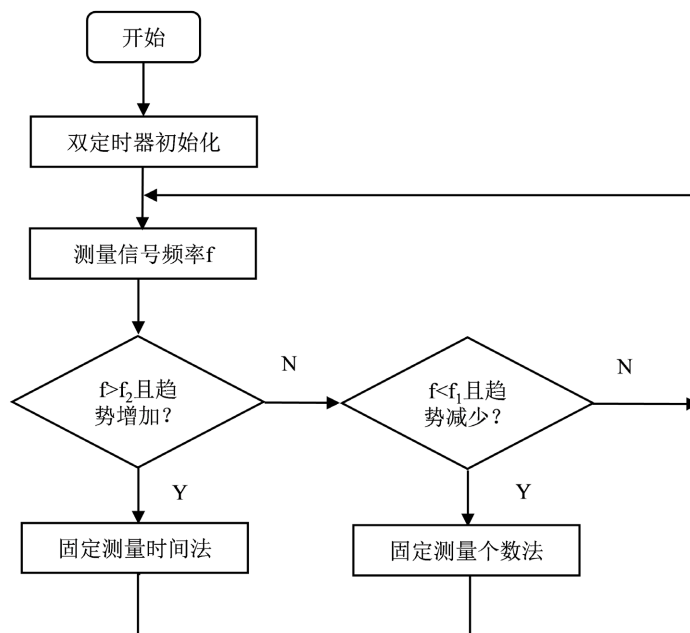 开始
双定时器初始化
测量信号频率f
f>f₂且趋
势增加？
N
f<f₁且趋
势减少？
N
Y
Y
固定测量时间法
固定测量个数法